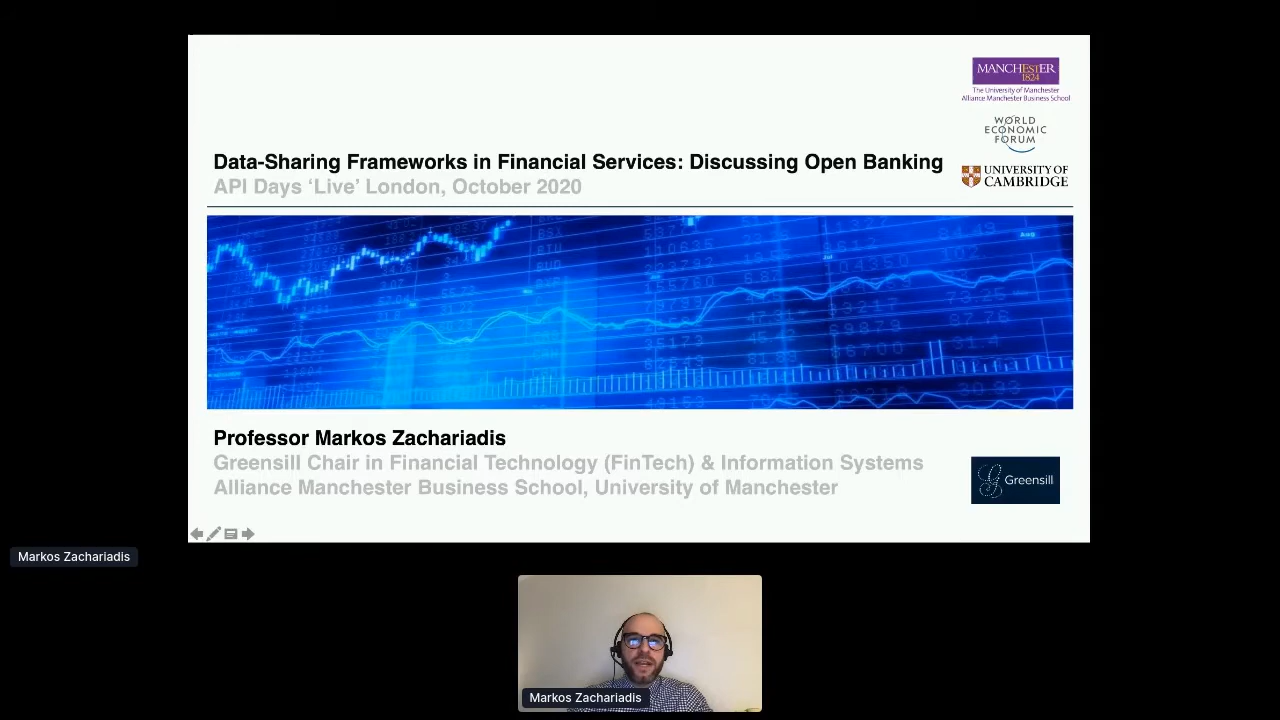 MANCHESTER
1824
The University of Manchester
Alliance Manchester Business School
WORLD
ECONOMIC
FORUM
Data-Sharing Frameworks in Financial Services: Discussing Open Banking
API Days ‘Live’ London, October 2020
UNIVERSITY OF
CAMBRIDGE
Professor Markos Zachariadis
Greensill Chair in Financial Technology (FinTech) & Information Systems
Alliance Manchester Business School, University of Manchester
Greensill
Markos Zachariadis
Markos Zachariadis